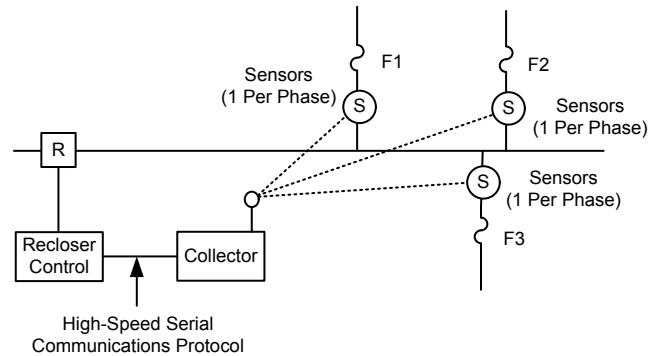 F1
F2
Sensors
(1 Per Phase)
S
S
Sensors
(1 Per Phase)
R
S
Sensors
(1 Per Phase)
Recloser
Control
Collector
F3
High-Speed Serial
Communications Protocol